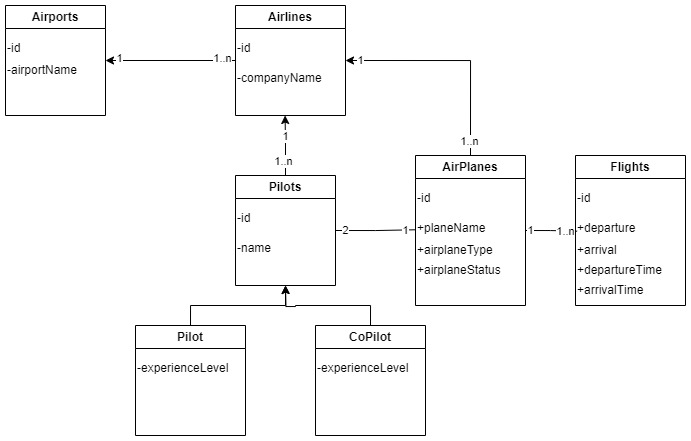 Airports
-id
-airportName
1
1..n
Airlines
-id
-companyName
1
1..n
1
1..n
Pilots
-id
-name
2
1
AirPlanes
-id
+planeName
+airplaneType
+airplaneStatus
1
1..n
Flights
-id
+departure
+arrival
+departureTime
+arrivalTime
Pilot
-experienceLevel
CoPilot
-experienceLevel